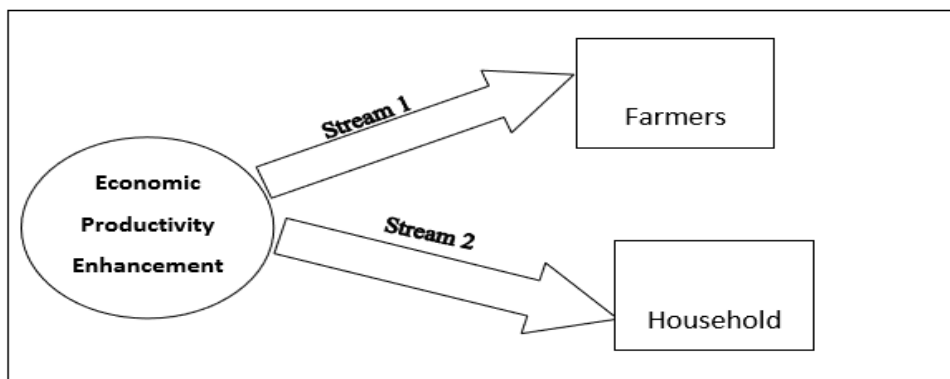 Stream 1
Farmers
Economic
Productivity
Enhancement
Stream 2
Household